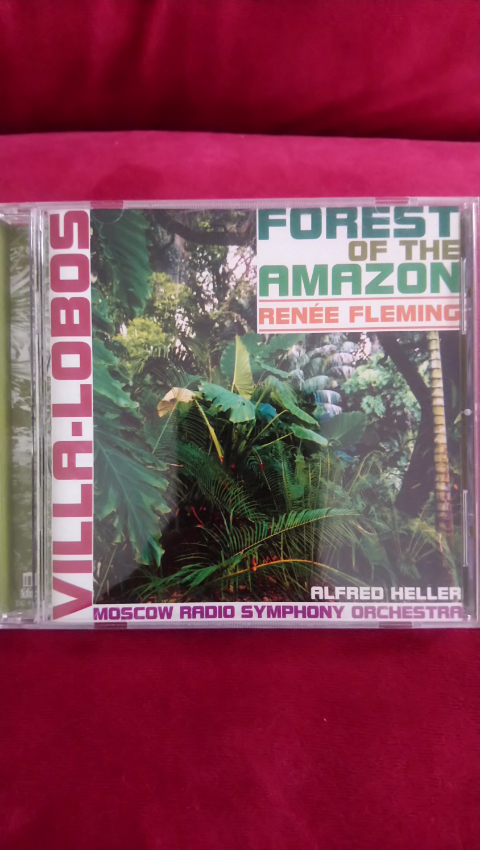 VILLA-LOBOS
FOREST
OF THE
AMAZON
RENÉE FLEMING
ALFRED HELLER
MOSCOW RADIO SYMPHONY ORCHESTRA